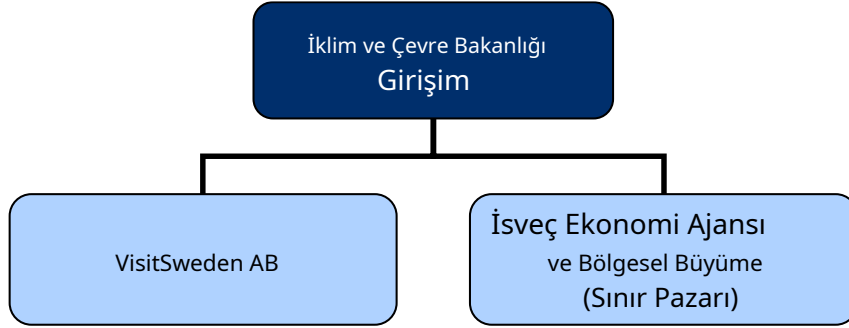 İklim ve Çevre Bakanlığı
Girişim
VisitSweden AB
İsveç Ekonomi Ajansı
ve Bölgesel Büyüme
(Sınır Pazarı)